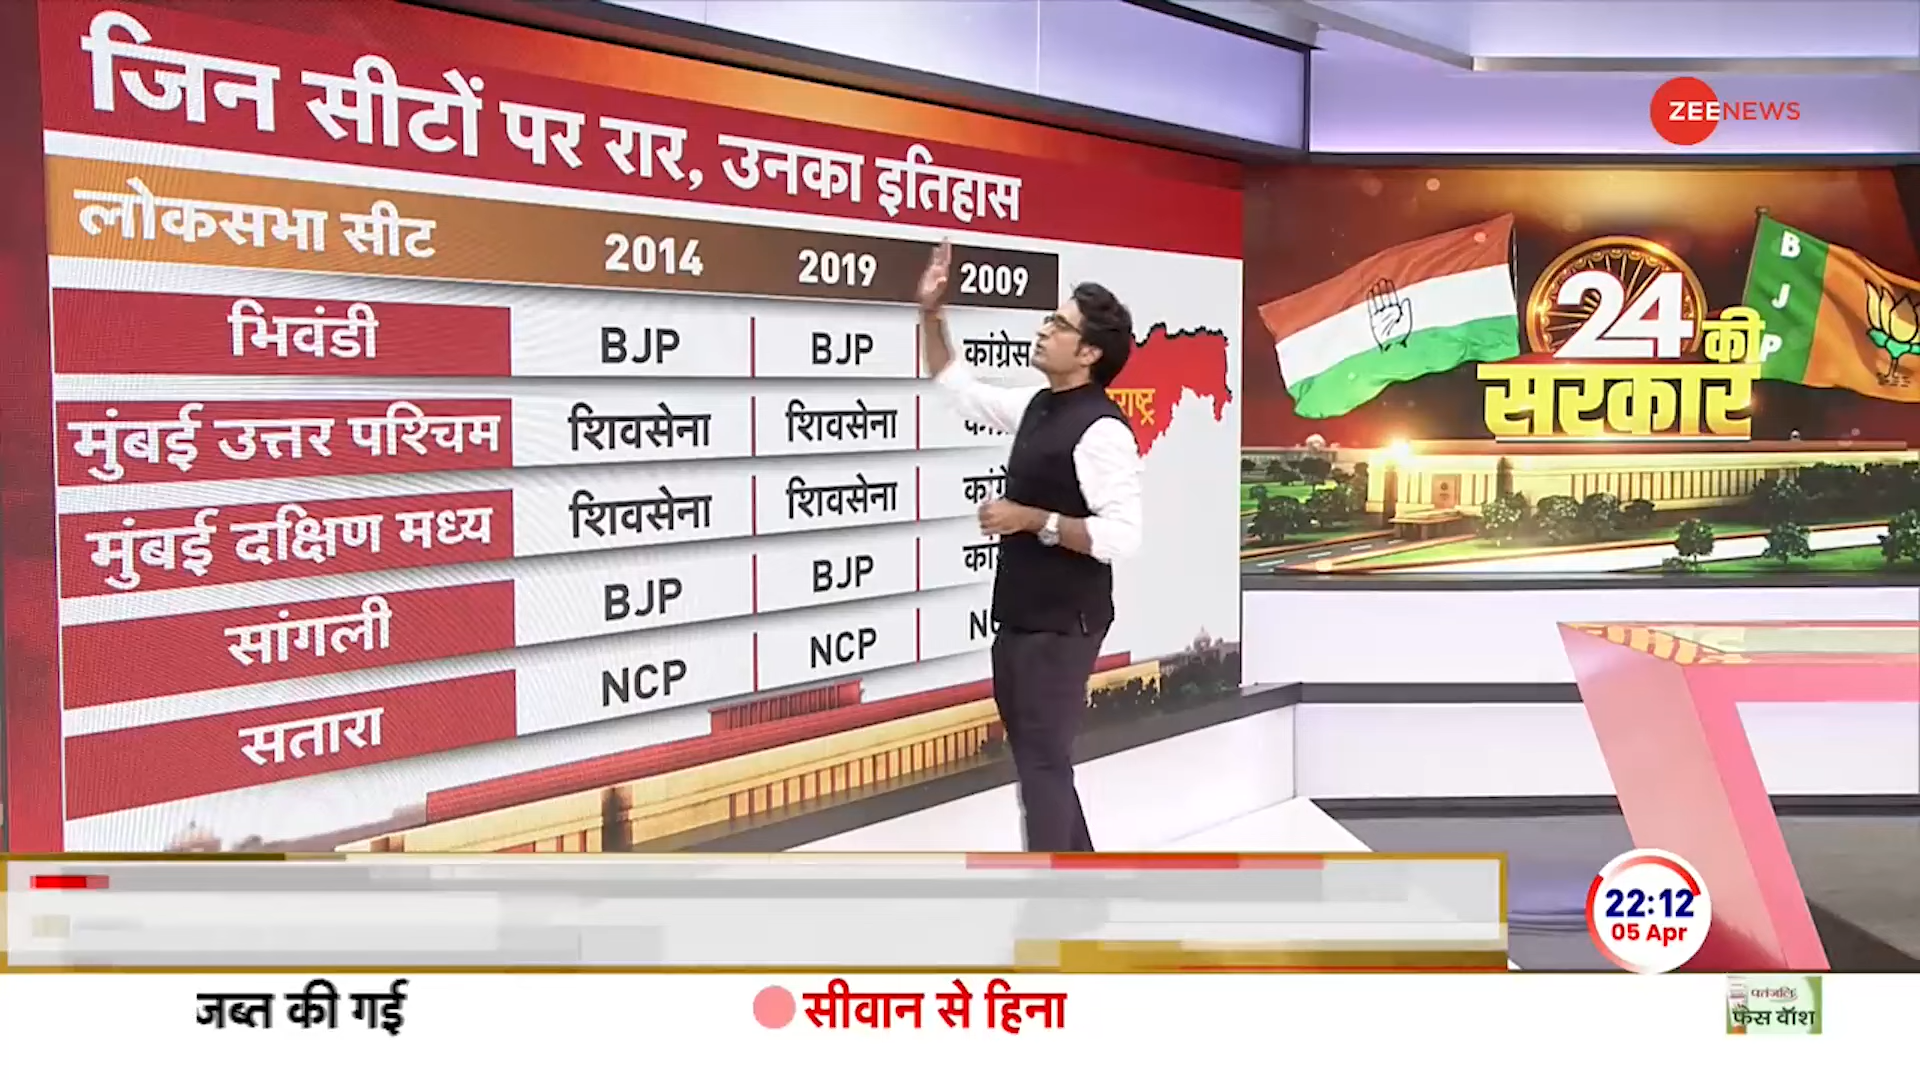 जिन सीटों पर रार, उनका इतिहास
लोकसभा सीट 2014 2019 2009
भिवंडी BJP BJP कांग्रेस
मुंबई उत्तर पश्चिम शिवसेना शिवसेना
मुंबई दक्षिण मध्य शिवसेना शिवसेना
सांगली BJP BJP
सतारा NCP NCP
ZEENEWS
24 की
सरकार
B
J
P
22:12
05 Apr
जब्त की गई सीवान से हिना
पतंजलि
फेस वॉश